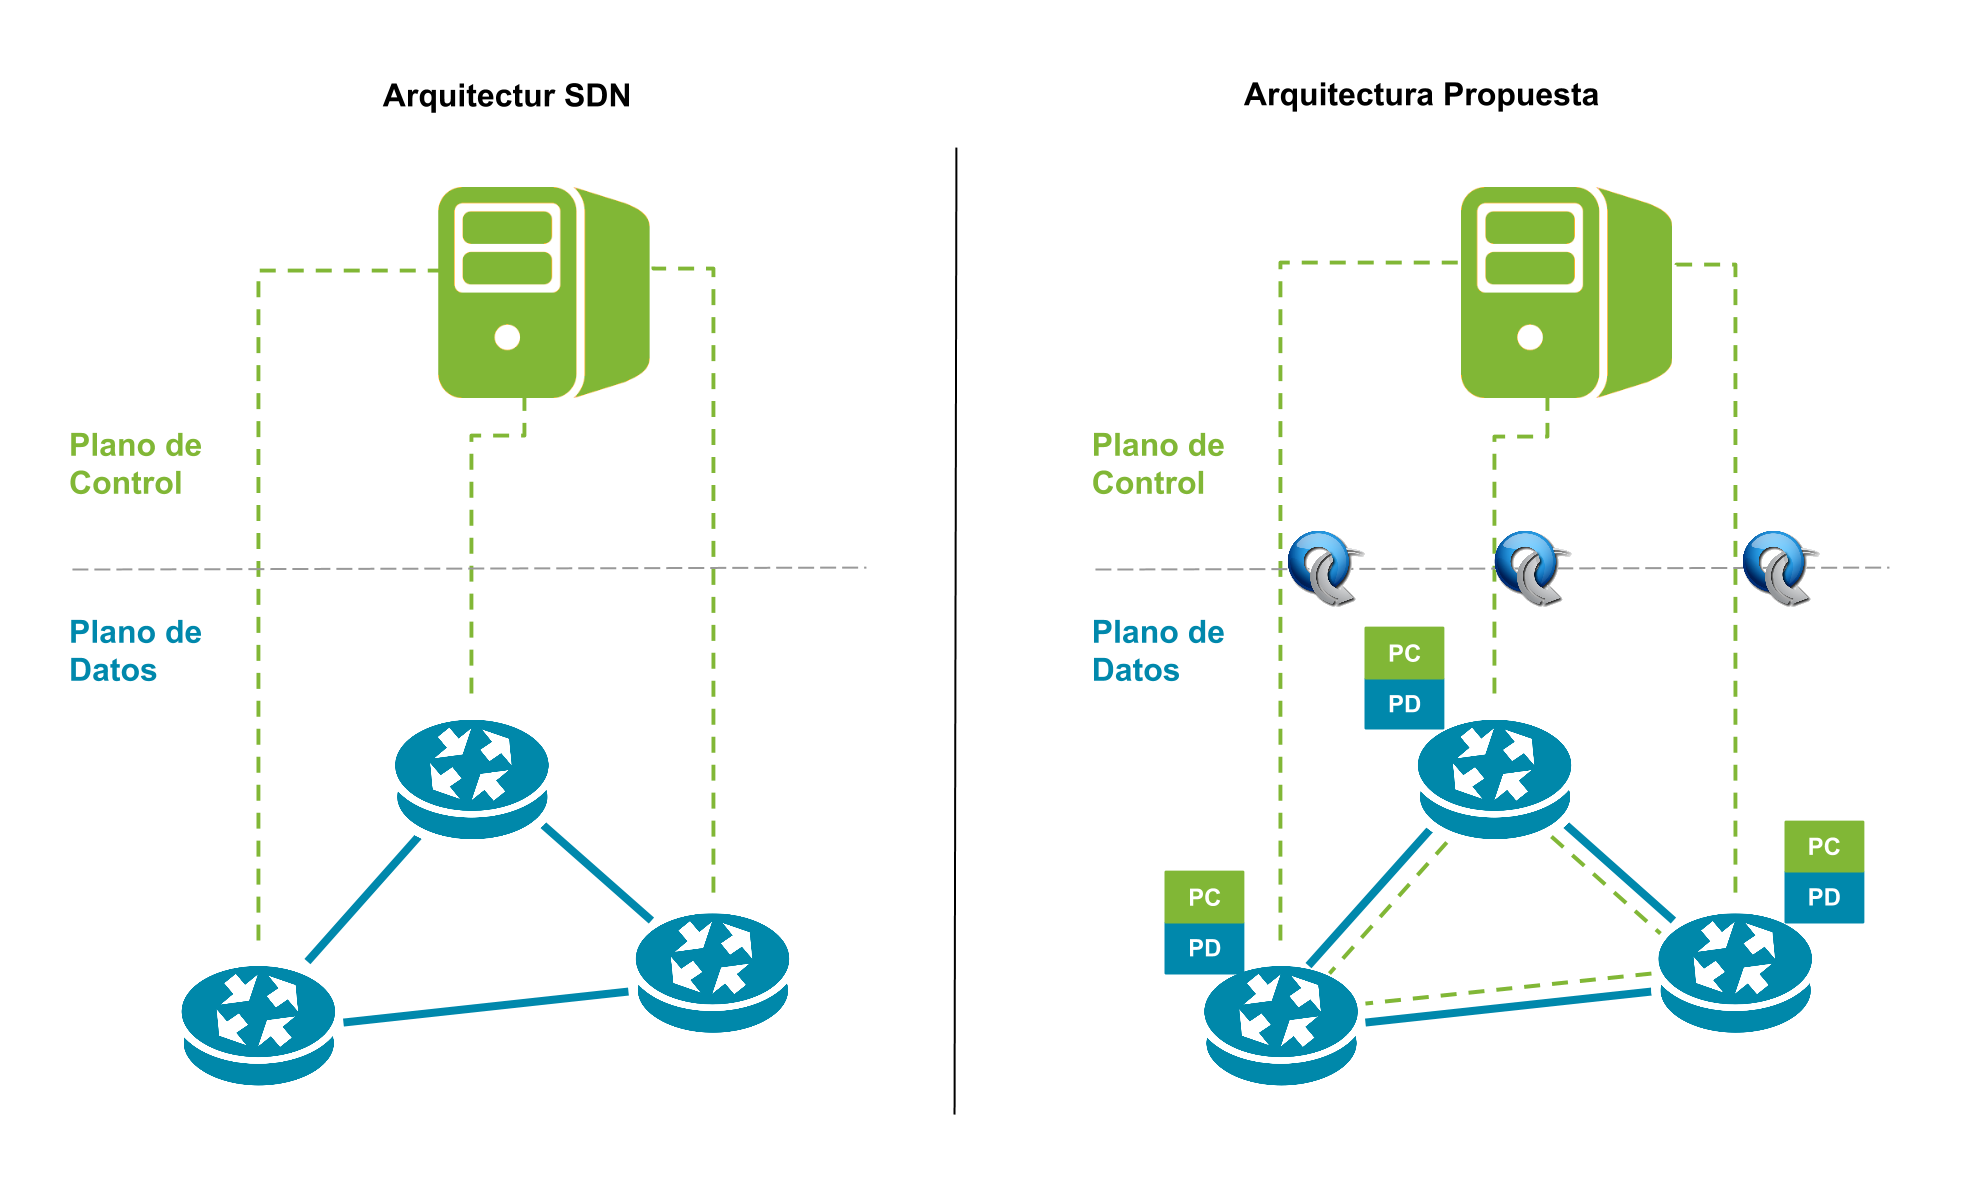 Arquitectur SDN
Plano de
Control
Plano de
Datos
Arquitectura Propuesta
Plano de
Control
Plano de
Datos
PC
PD
PC
PD
PC
PD